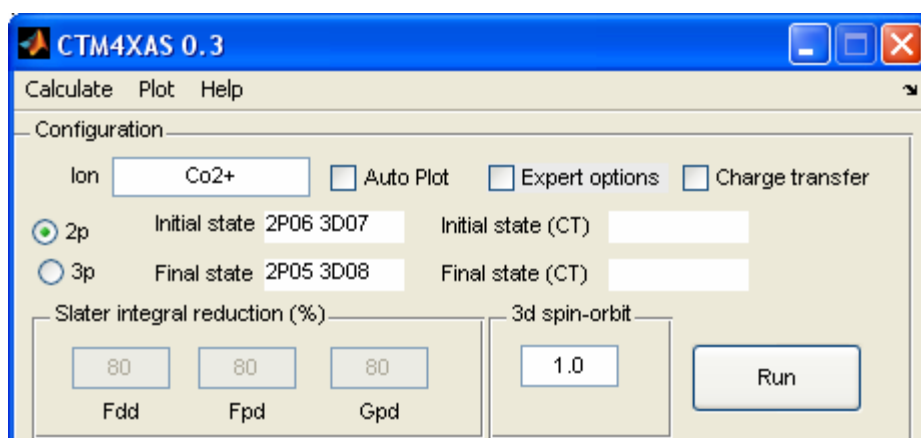 CTM4XAS 0.3
Calculate Plot Help
Configuration
Ion Co2+ Auto Plot Expert options Charge transfer
2p Initial state 2P06 3D07 Initial state (CT)
3p Final state 2P05 3D08 Final state (CT)
Slater integral reduction (%) 3d spin-orbit
80 80 80 1.0 Run
Fdd Fpd Gpd